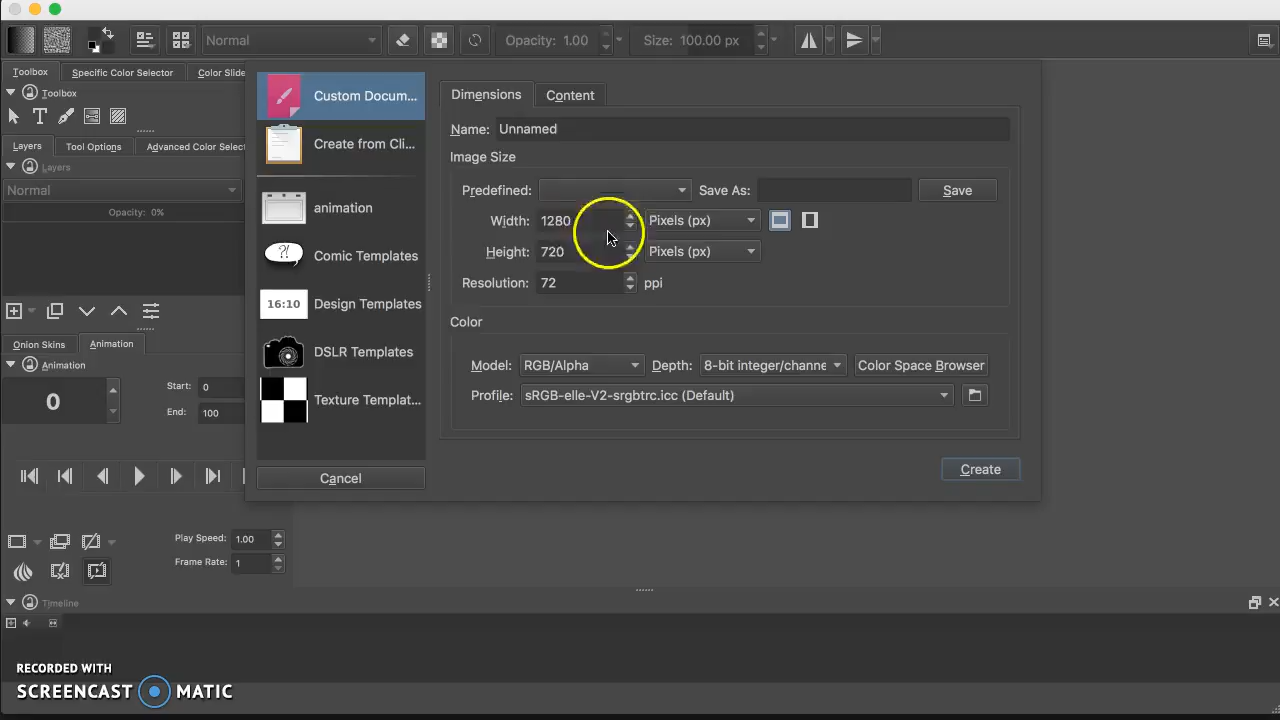 Normal
Opacity: 1.00
Size: 100.00 px
Toolbox
Specific Color Selector
Color Slide
Toolbox
Layers
Tool Options
Advanced Color Select
Layers
Normal
Opacity: 0%
Onion Skins
Animation
Animation
0
Start: 0
End: 100
Play Speed: 1.00
Frame Rate: 1
Timeline
Custom Docum...
Create from Cli...
animation
?!
Comic Templates
16:10
Design Templates
DSLR Templates
Texture Templat...
Cancel
Dimensions
Content
Name: Unnamed
Image Size
Predefined:
Save As:
Save
Width: 1280
Pixels (px)
Height: 720
Pixels (px)
Resolution: 72 ppi
Color
Model: RGB/Alpha
Depth: 8-bit integer/channe
Color Space Browser
Profile: sRGB-elle-V2-srgbtrc.icc (Default)
Create
RECORDED WITH
SCREENCAST MATIC